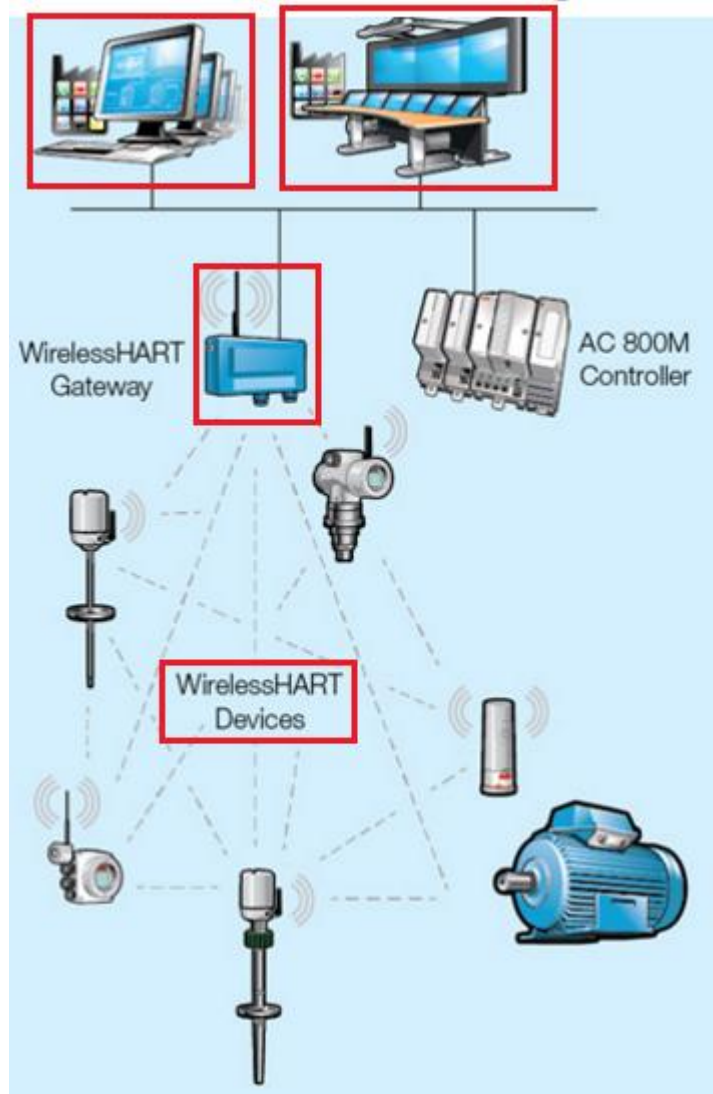 WirelessHART
Gateway
AC 800M
Controller
WirelessHART
Devices